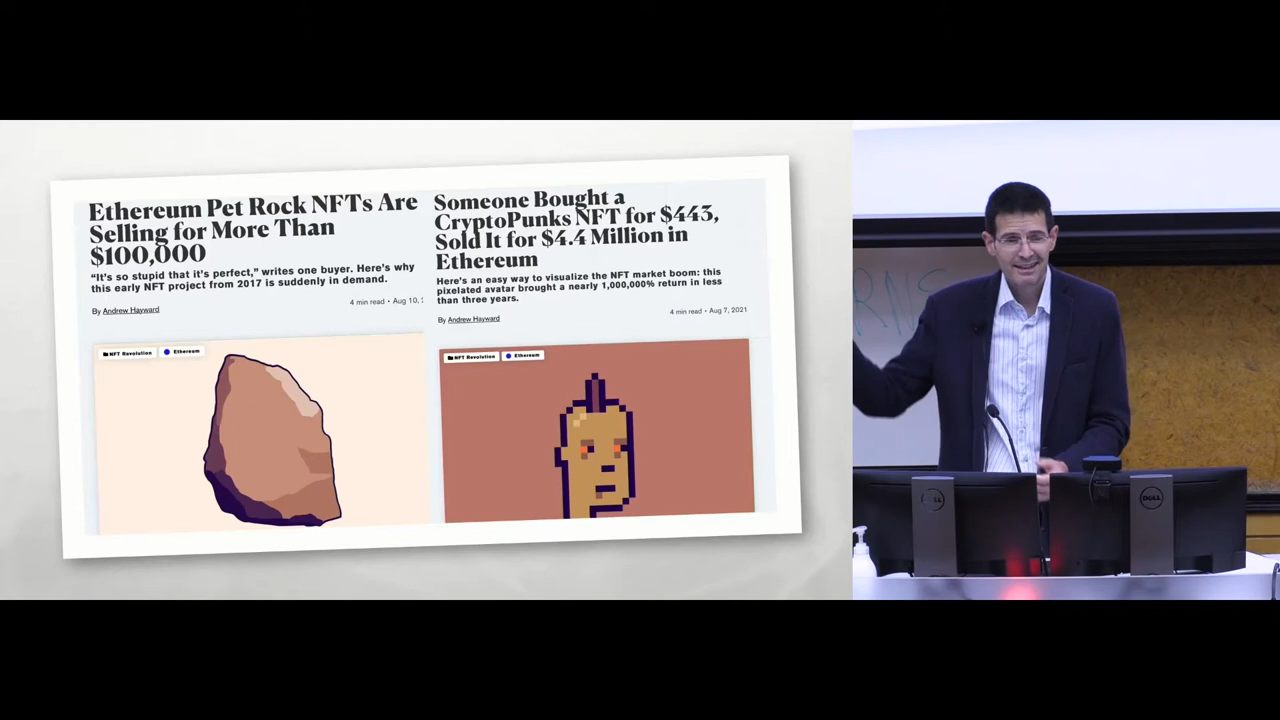 Ethereum Pet Rock NFTs Are
Selling for More Than
$100,000
“It's so stupid that it's perfect,” writes one buyer. Here's why
this early NFT project from 2017 is suddenly in demand.
4 min read • Aug 10,
By Andrew Hayward
NFT Revolution
Ethereum
Someone Bought a
CryptoPunks NFT for $443,
Sold It for $4.4 Million in
Ethereum
Here's an easy way to visualize the NFT market boom: this
pixelated avatar brought a nearly 1,000,000% return in less
than three years.
4 min read • Aug 7, 2021
By Andrew Hayward
NFT Revolution
Ethereum
DELL
DELL